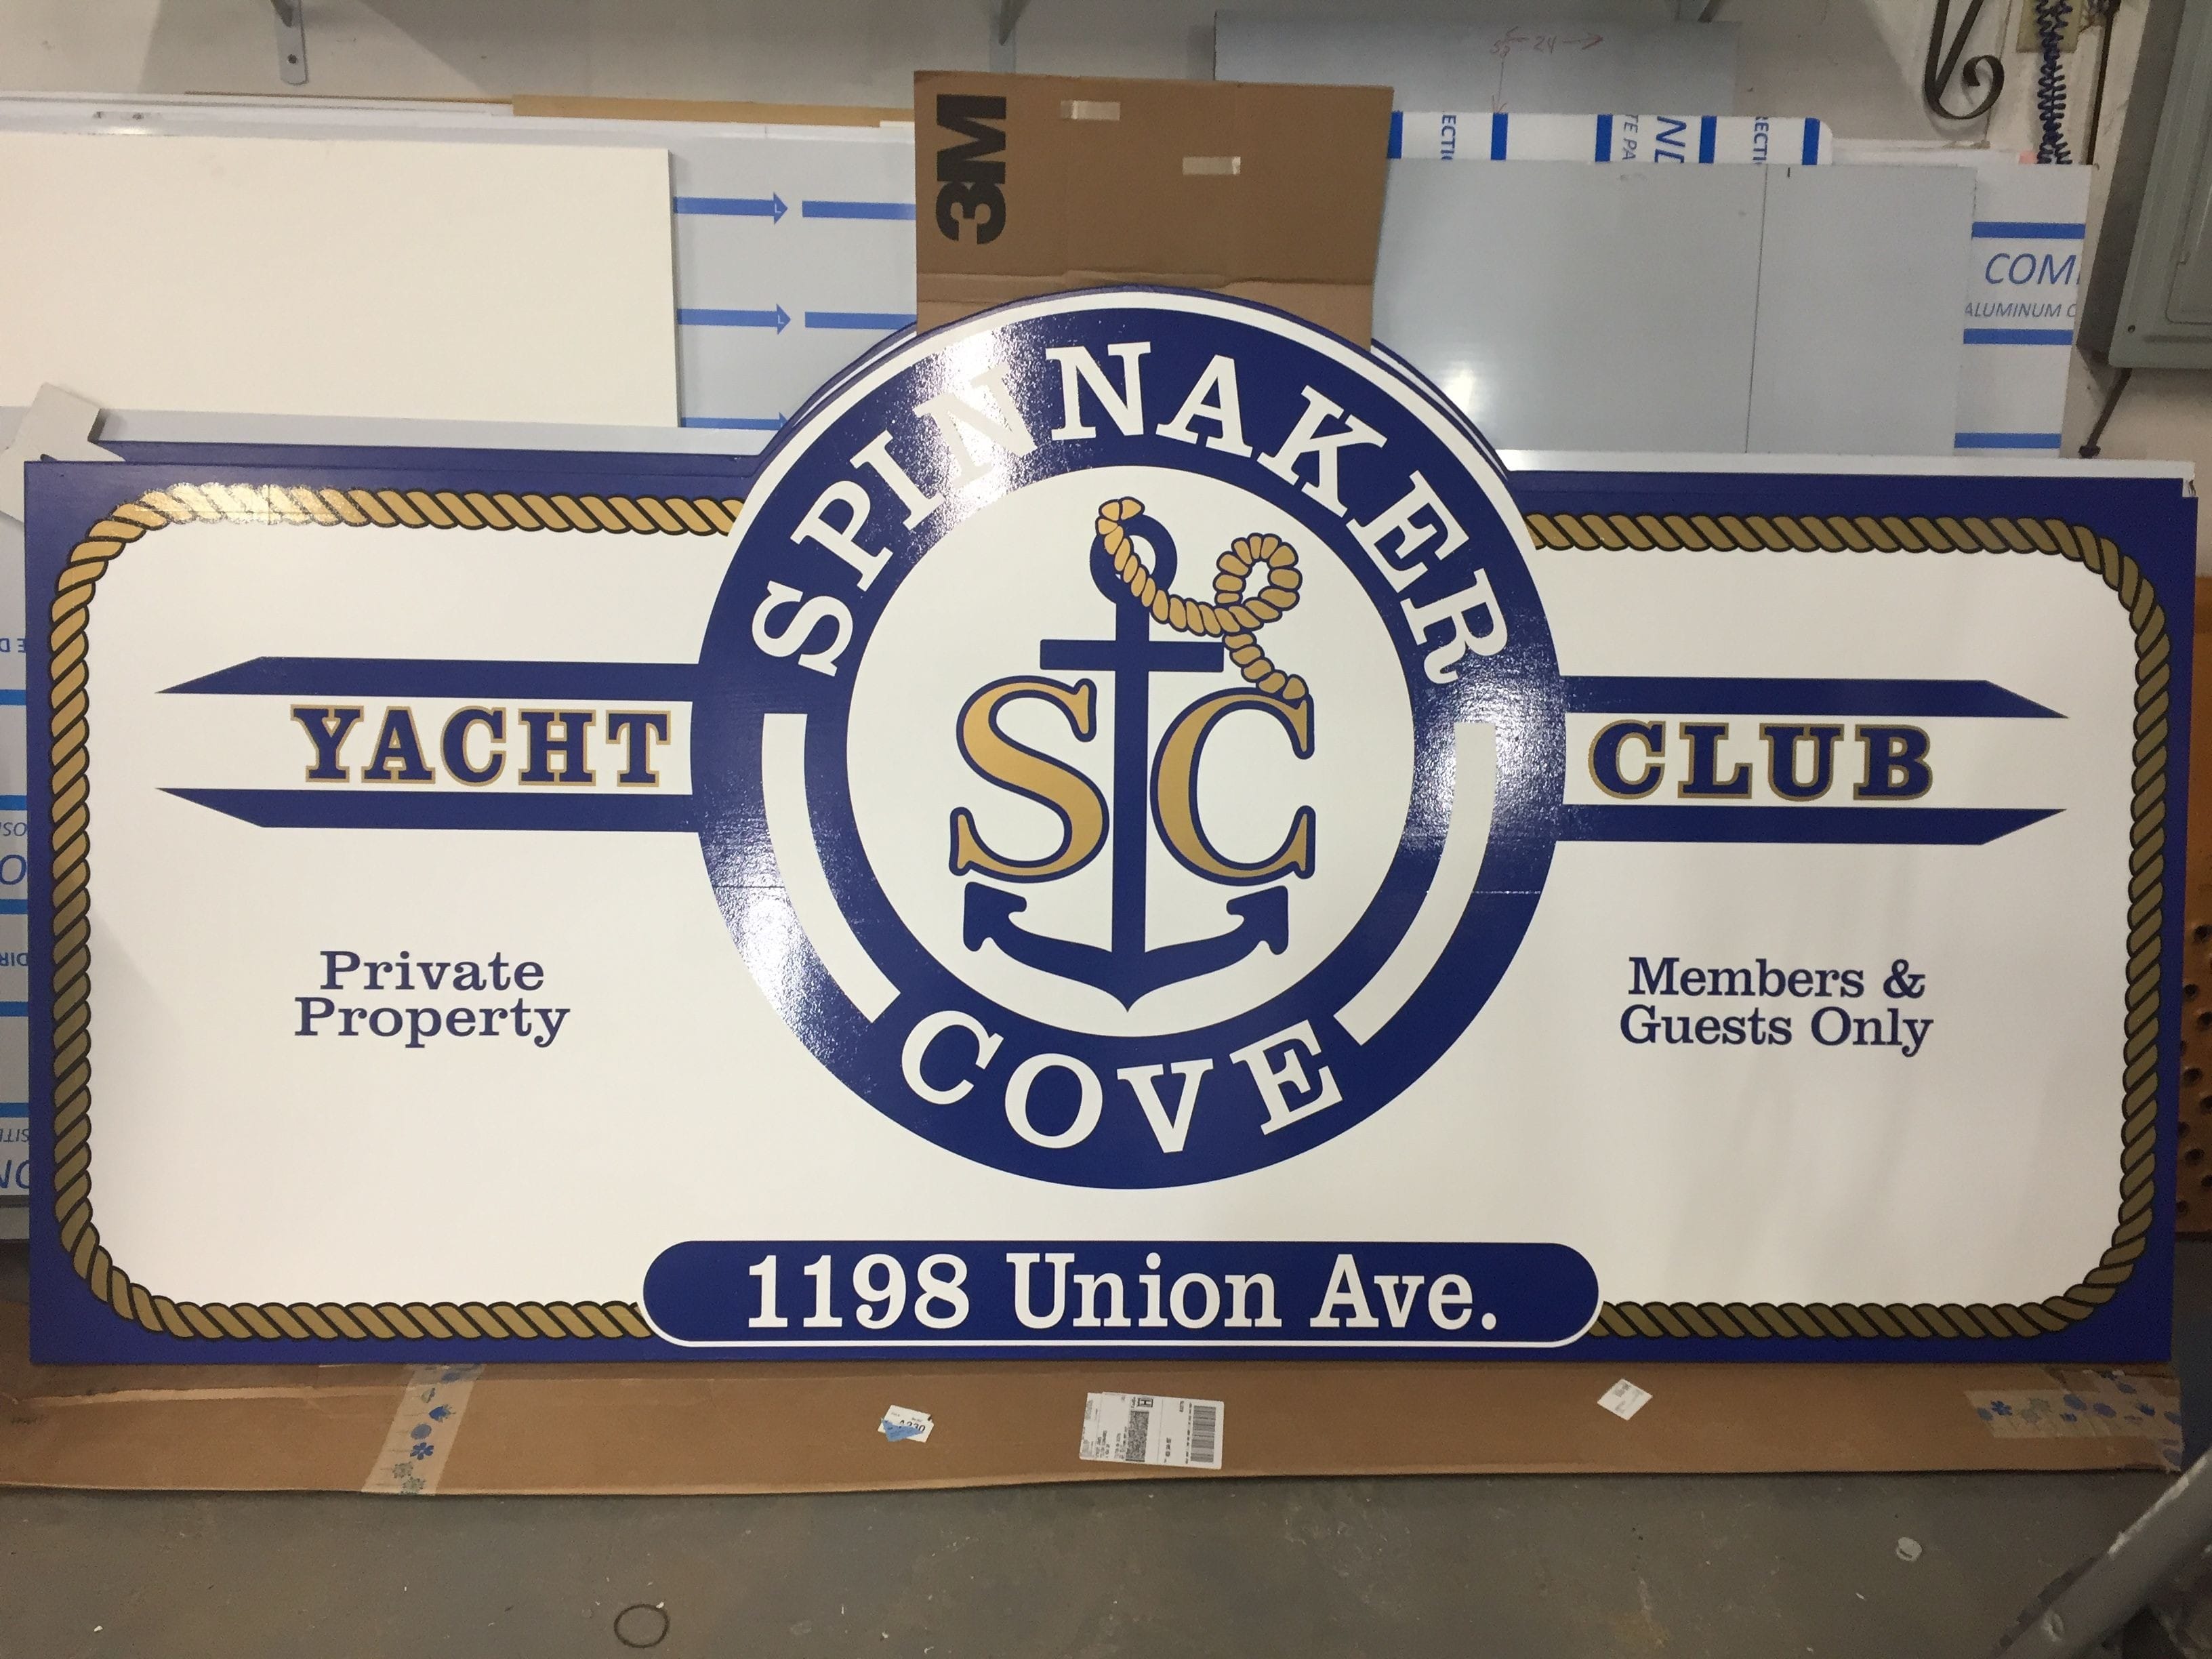 3M
COM
ALUMINUM C
SPINNAKER
YACHT
SC
CLUB
Private
Property
Members &
Guests Only
COVE
1198 Union Ave.